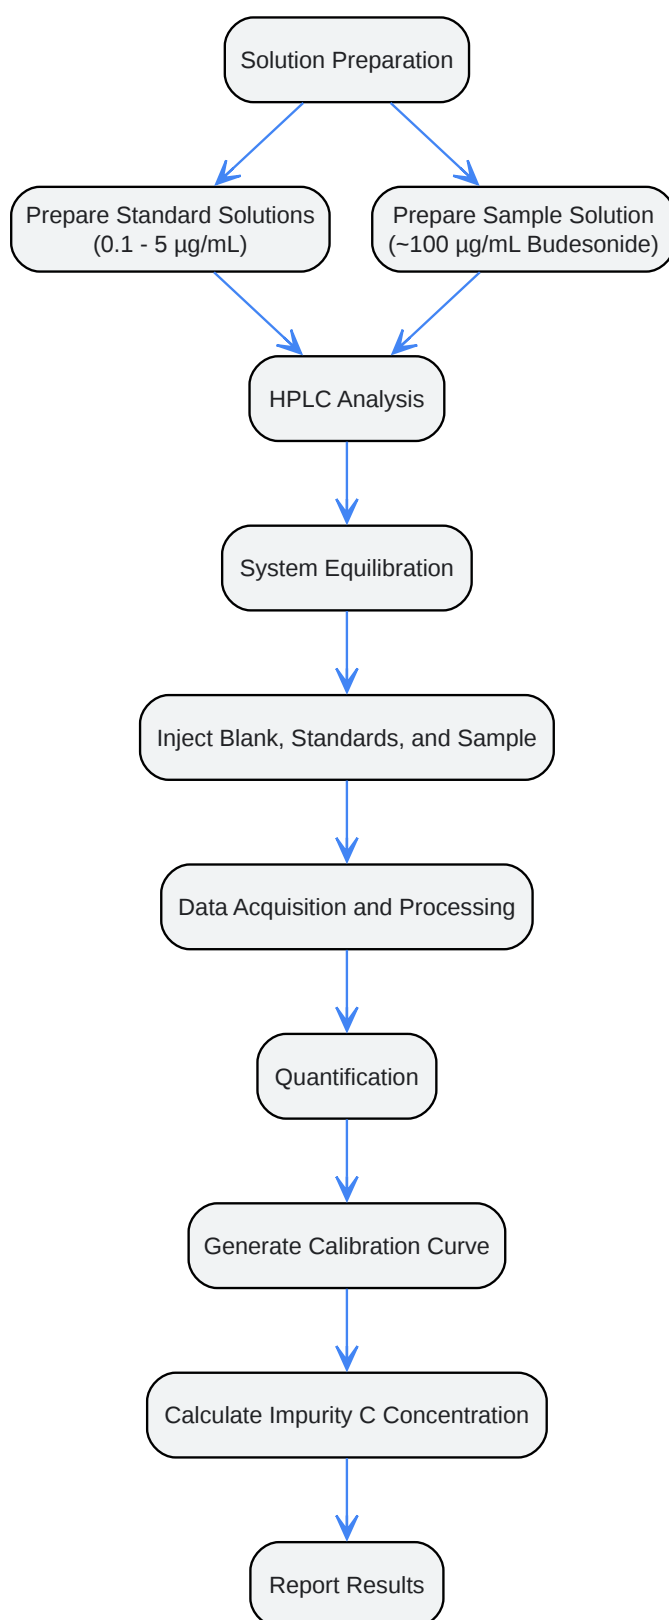 Solution Preparation
Prepare Standard Solutions
(0.1 - 5 µg/mL)
Prepare Sample Solution
(~100 µg/mL Budesonide)
HPLC Analysis
System Equilibration
Inject Blank, Standards, and Sample
Data Acquisition and Processing
Quantification
Generate Calibration Curve
Calculate Impurity C Concentration
Report Results